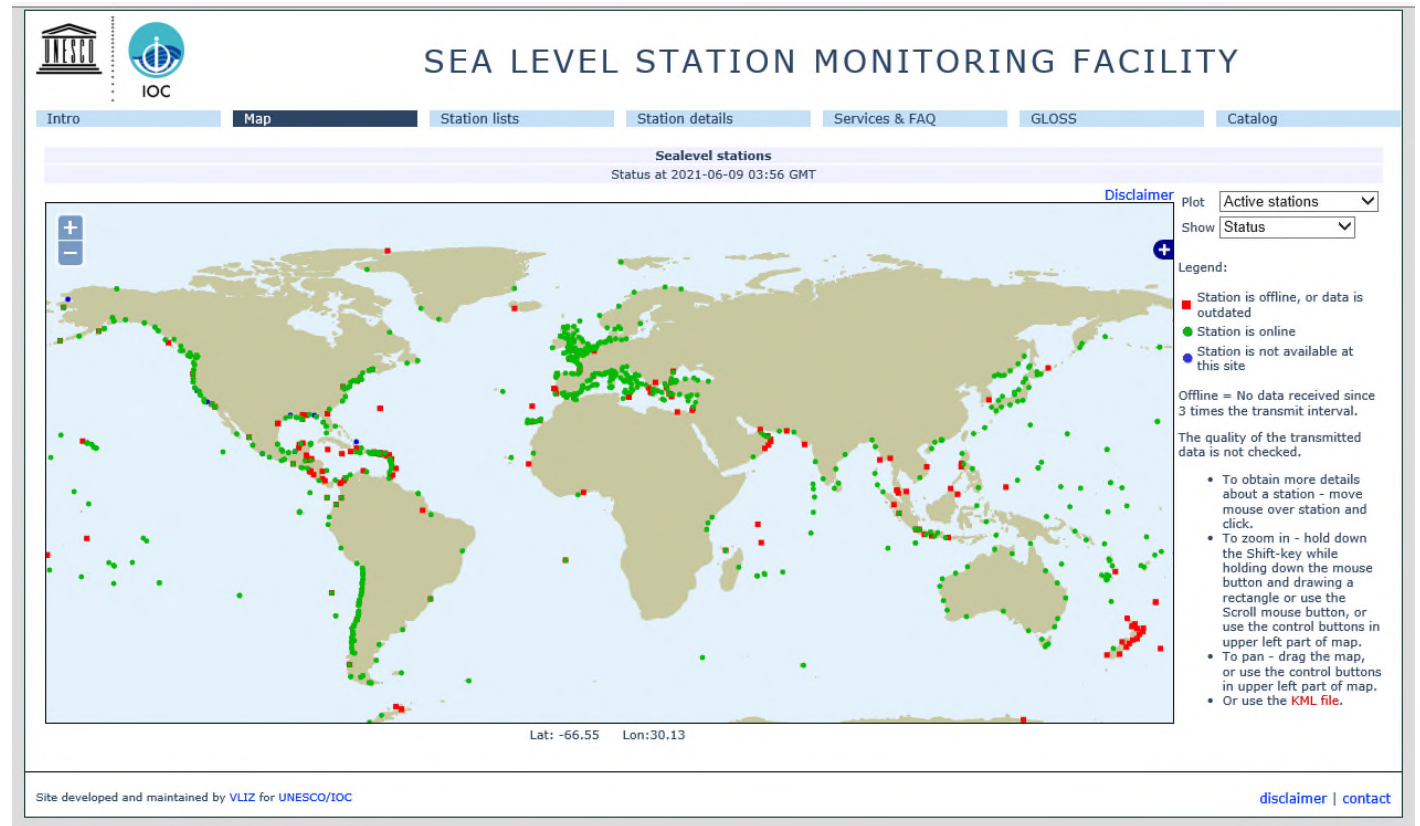 UNESCO
IOC
SEA LEVEL STATION MONITORING FACILITY
Intro
Map
Station lists
Station details
Services & FAQ
GLOSS
Catalog
Sealevel stations
Status at 2021-06-09 03:56 GMT
Disclaimer
Plot Active stations
Show Status
+
−
+
Legend:
Station is offline, or data is
outdated
Station is online
Station is not available at
this site
Offline = No data received since
3 times the transmit interval.
The quality of the transmitted
data is not checked.
• To obtain more details
about a station - move
mouse over station and
click.
• To zoom in - hold down
the Shift-key while
holding down the mouse
button and drawing a
rectangle or use the
Scroll mouse button, or
use the control buttons in
upper left part of map.
• To pan - drag the map,
or use the control buttons
in upper left part of map.
• Or use the KML file.
Lat: -66.55 Lon:30.13
Site developed and maintained by VLIZ for UNESCO/IOC
disclaimer | contact